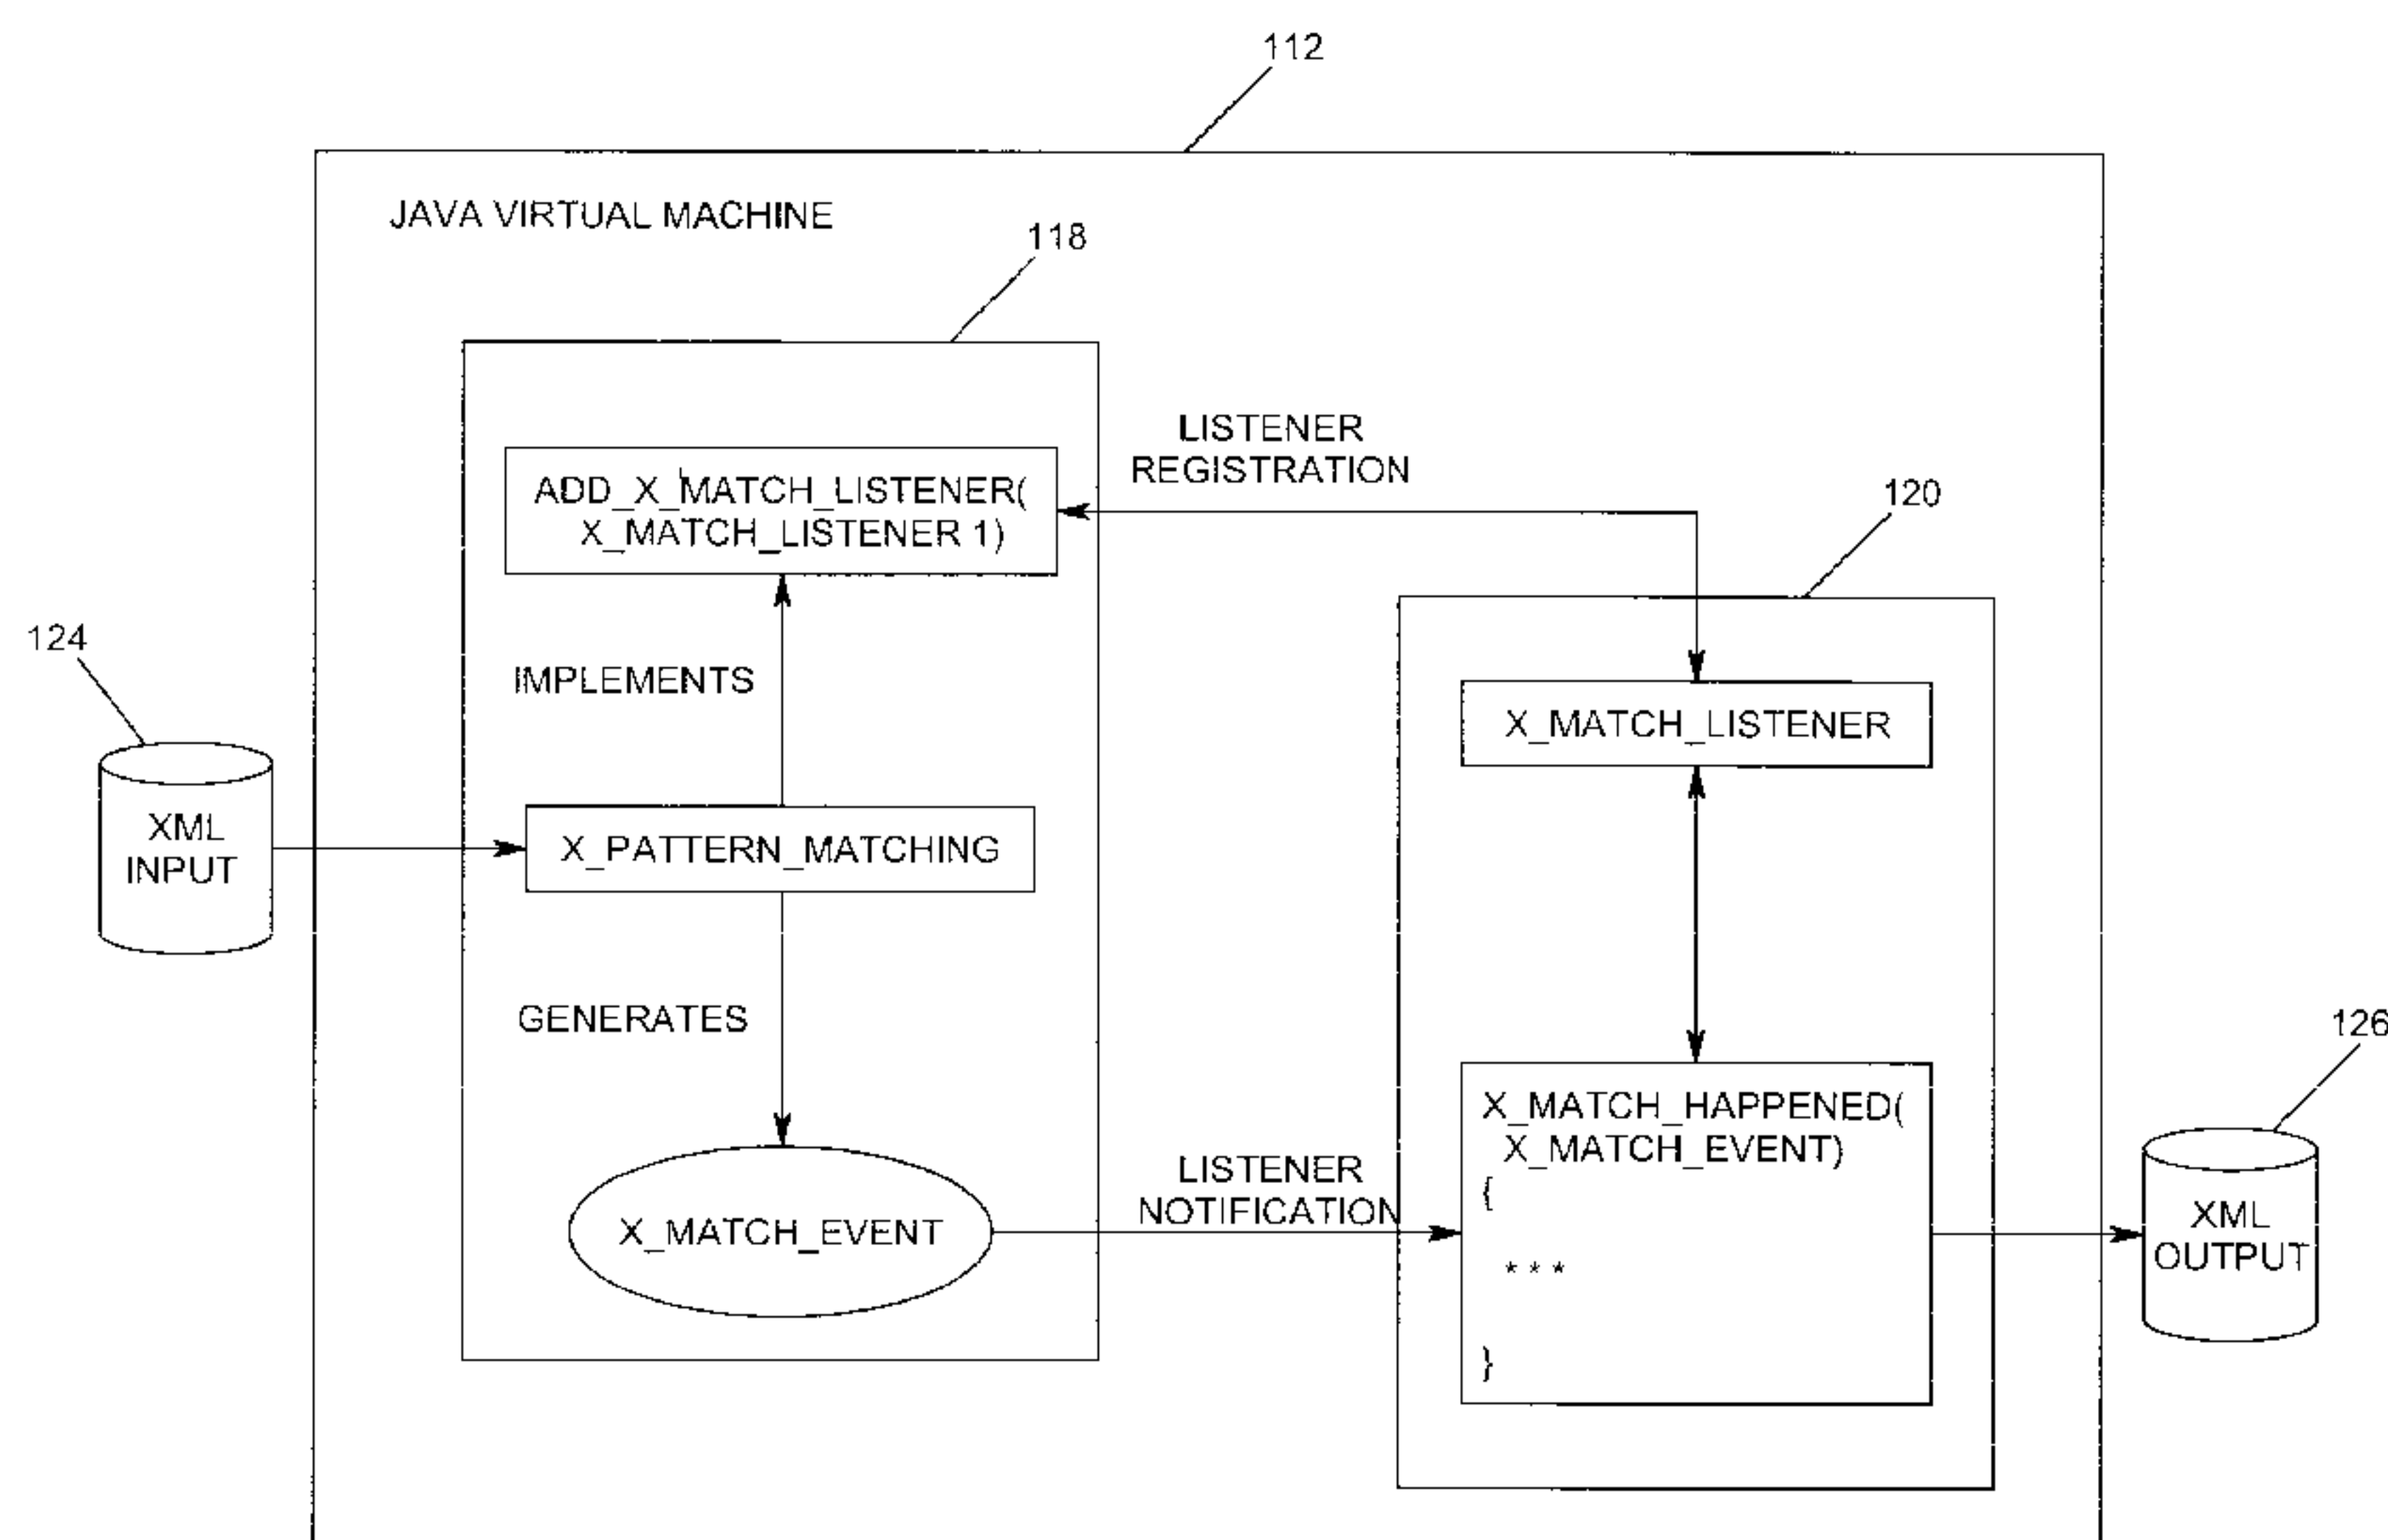 112
JAVA VIRTUAL MACHINE
118
LISTENER
REGISTRATION
ADD_X_MATCH_LISTENER(
X_MATCH_LISTENER 1)
120
124
IMPLEMENTS
X_MATCH_LISTENER
XML
INPUT
X_PATTERN_MATCHING
GENERATES
126
X_MATCH_HAPPENED(
X_MATCH_EVENT)
{
* * *
}
LISTENER
NOTIFICATION
X_MATCH_EVENT
XML
OUTPUT